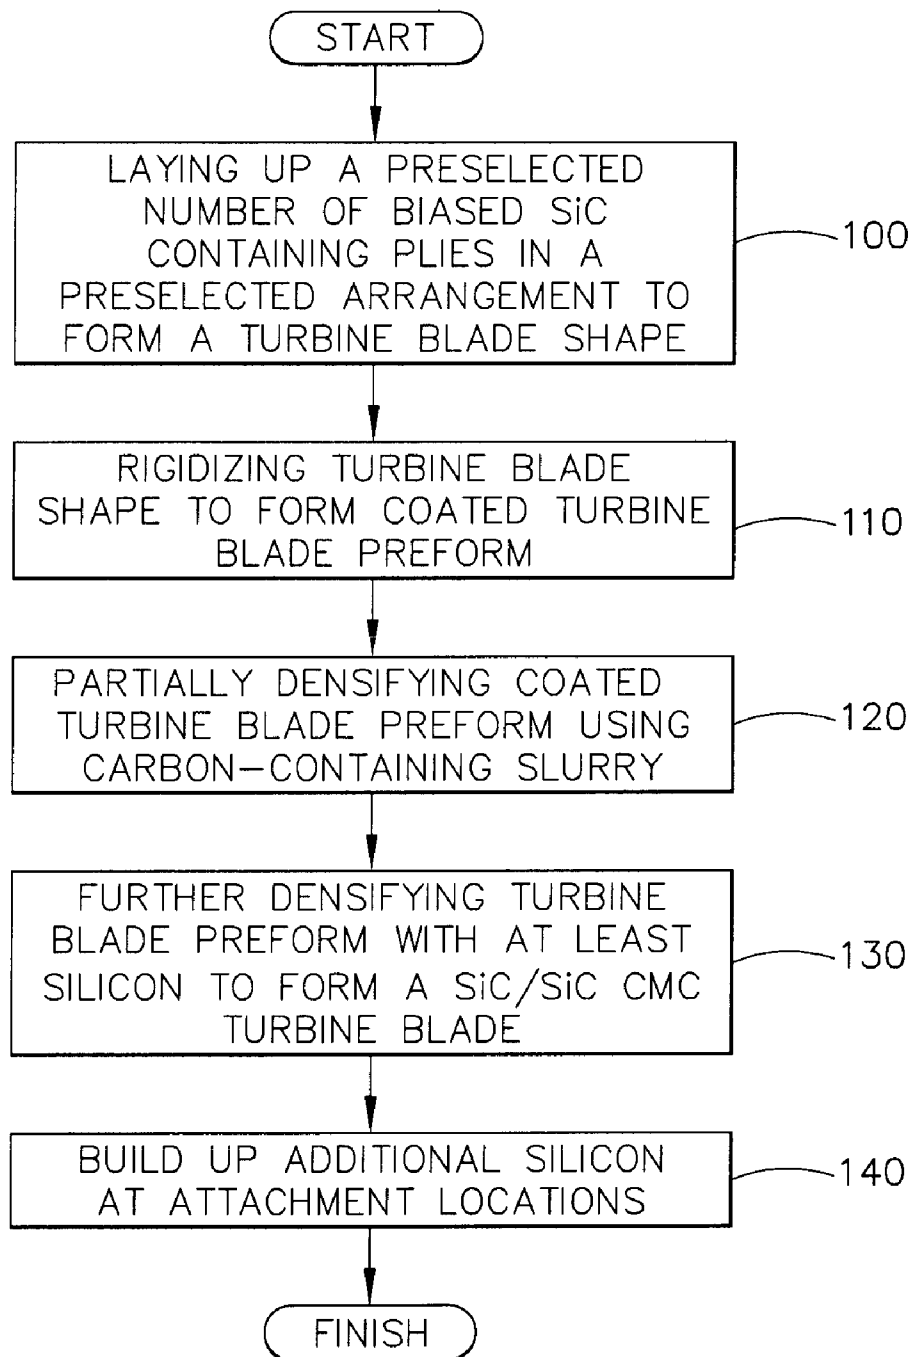 START
LAYING UP A PRESELECTED
NUMBER OF BIASED SiC
CONTAINING PLIES IN A
PRESELECTED ARRANGEMENT TO
FORM A TURBINE BLADE SHAPE
100
RIGIDIZING TURBINE BLADE
SHAPE TO FORM COATED TURBINE
BLADE PREFORM
110
PARTIALLY DENSIFYING COATED
TURBINE BLADE PREFORM USING
CARBON-CONTAINING SLURRY
120
FURTHER DENSIFYING TURBINE
BLADE PREFORM WITH AT LEAST
SILICON TO FORM A SiC/SiC CMC
TURBINE BLADE
130
BUILD UP ADDITIONAL SILICON
AT ATTACHMENT LOCATIONS
140
FINISH